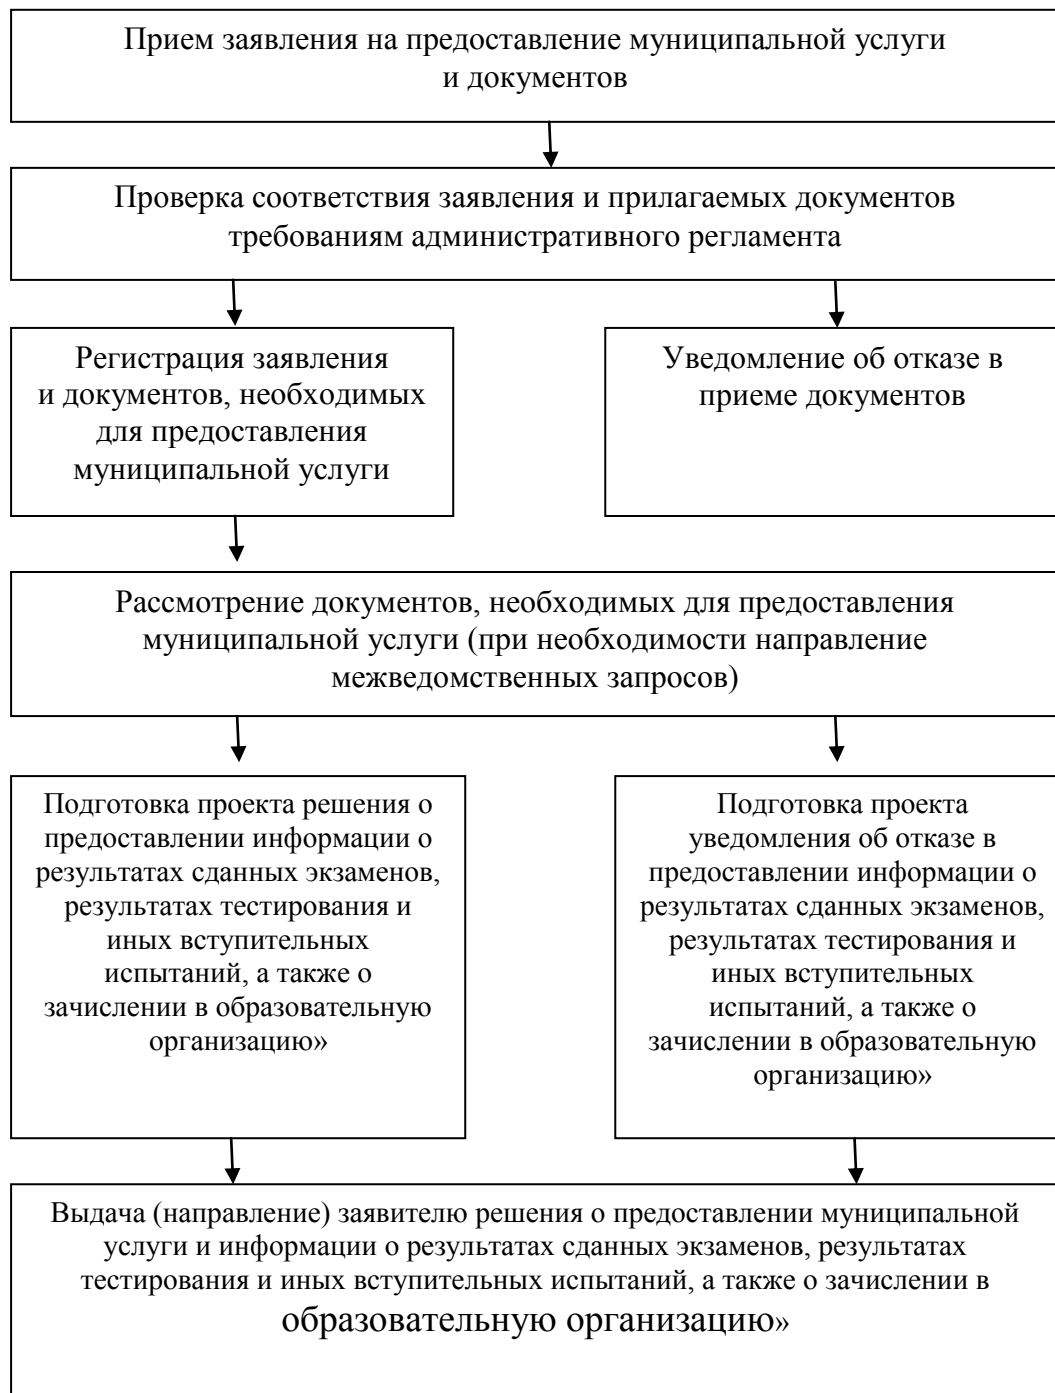 Прием заявления на предоставление муниципальной услуги
и документов
Проверка соответствия заявления и прилагаемых документов
требованиям административного регламента
Регистрация заявления
и документов, необходимых
для предоставления
муниципальной услуги
Уведомление об отказе в
приеме документов
Рассмотрение документов, необходимых для предоставления
муниципальной услуги (при необходимости направление
межведомственных запросов)
Подготовка проекта решения о
предоставлении информации о
результатах сданных экзаменов,
результатах тестирования и
иных вступительных
испытаний, а также о
зачислении в образовательную
организацию»
Подготовка проекта
уведомления об отказе в
предоставлении информации о
результатах сданных экзаменов,
результатах тестирования и
иных вступительных
испытаний, а также о
зачислении в образовательную
организацию»
Выдача (направление) заявителю решения о предоставлении муниципальной
услуги и информации о результатах сданных экзаменов, результатах
тестирования и иных вступительных испытаний, а также о зачислении в
образовательную организацию»